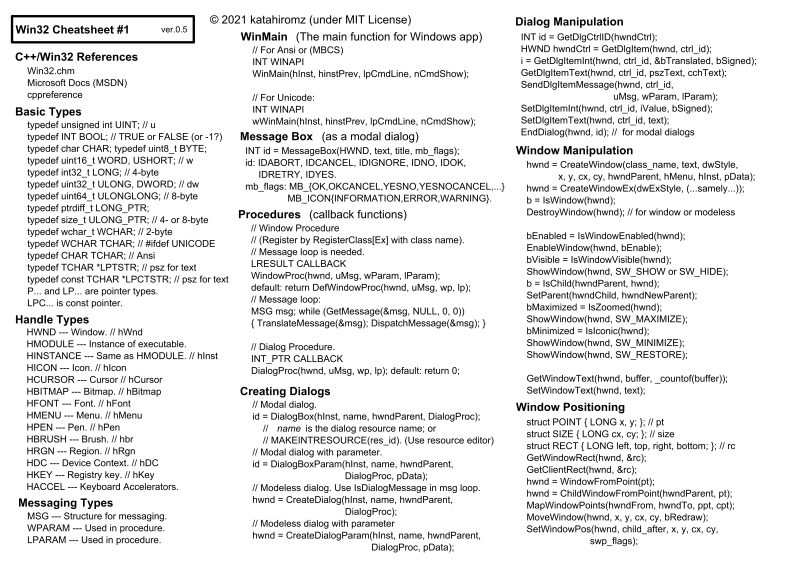 Win32 Cheatsheet #1 ver.0.5
C++/Win32 References
Win32.chm
Microsoft Docs (MSDN)
cppreference
Basic Types
typedef unsigned int UINT; // u
typedef INT BOOL; // TRUE or FALSE (or -1?)
typedef char CHAR; typedef uint8_t BYTE;
typedef uint16_t WORD, USHORT; // w
typedef int32_t LONG; // 4-byte
typedef uint32_t ULONG, DWORD; // dw
typedef uint64_t ULONGLONG; // 8-byte
typedef ptrdiff_t LONG_PTR;
typedef size_t ULONG_PTR; // 4- or 8-byte
typedef wchar_t WCHAR; // 2-byte
typedef WCHAR TCHAR; // #ifdef UNICODE
typedef CHAR TCHAR; // Ansi
typedef TCHAR *LPTSTR; // psz for text
typedef const TCHAR *LPCTSTR; // psz for text
P... and LP... are pointer types.
LPC... is const pointer.
Handle Types
HWND --- Window. // hWnd
HMODULE --- Instance of executable.
HINSTANCE --- Same as HMODULE. // hInst
HICON --- Icon. // hIcon
HCURSOR --- Cursor // hCursor
HBITMAP --- Bitmap. // hBitmap
HFONT --- Font. // hFont
HMENU --- Menu. // hMenu
HPEN --- Pen. // hPen
HBRUSH --- Brush. // hbr
HRGN --- Region. // hRgn
HDC --- Device Context. // hDC
HKEY --- Registry key. // hKey
HACCEL --- Keyboard Accelerators.
Messaging Types
MSG --- Structure for messaging.
WPARAM --- Used in procedure.
LPARAM --- Used in procedure.
© 2021 katahiromz (under MIT License)
WinMain (The main function for Windows app)
// For Ansi or (MBCS)
INT WINAPI
WinMain(hInst, hinstPrev, lpCmdLine, nCmdShow);
// For Unicode:
INT WINAPI
wWinMain(hInst, hinstPrev, lpCmdLine, nCmdShow);
Message Box (as a modal dialog)
INT id = MessageBox(HWND, text, title, mb_flags);
id: IDABORT, IDCANCEL, IDIGNORE, IDNO, IDOK,
IDRETRY, IDYES.
mb_flags: MB_{OK,OKCANCEL,YESNO,YESNOCANCEL,...}
MB_ICON{INFORMATION,ERROR,WARNING}.
Procedures (callback functions)
// Window Procedure
// (Register by RegisterClass[Ex] with class name).
// Message loop is needed.
LRESULT CALLBACK
WindowProc(hwnd, uMsg, wParam, lParam);
default: return DefWindowProc(hwnd, uMsg, wp, lp);
// Message loop:
MSG msg; while (GetMessage(&msg, NULL, 0, 0))
{ TranslateMessage(&msg); DispatchMessage(&msg); }
// Dialog Procedure.
INT_PTR CALLBACK
DialogProc(hwnd, uMsg, wp, lp); default: return 0;
Creating Dialogs
// Modal dialog.
id = DialogBox(hInst, name, hwndParent, DialogProc);
// name is the dialog resource name; or
// MAKEINTRESOURCE(res_id). (Use resource editor)
// Modal dialog with parameter.
id = DialogBoxParam(hInst, name, hwndParent,
DialogProc, pData);
// Modeless dialog. Use IsDialogMessage in msg loop.
hwnd = CreateDialog(hInst, name, hwndParent,
DialogProc);
// Modeless dialog with parameter
hwnd = CreateDialogParam(hInst, name, hwndParent,
DialogProc, pData);
Dialog Manipulation
INT id = GetDlgCtrlID(hwndCtrl);
HWND hwndCtrl = GetDlgItem(hwnd, ctrl_id);
i = GetDlgItemInt(hwnd, ctrl_id, &bTranslated, bSigned);
GetDlgItemText(hwnd, ctrl_id, pszText, cchText);
SendDlgItemMessage(hwnd, ctrl_id,
uMsg, wParam, lParam);
SetDlgItemInt(hwnd, ctrl_id, iValue, bSigned);
SetDlgItemText(hwnd, ctrl_id, text);
EndDialog(hwnd, id); // for modal dialogs
Window Manipulation
hwnd = CreateWindow(class_name, text, dwStyle,
x, y, cx, cy, hwndParent, hMenu, hInst, pData);
hwnd = CreateWindowEx(dwExStyle, (...samely...));
b = IsWindow(hwnd);
DestroyWindow(hwnd); // for window or modeless
bEnabled = IsWindowEnabled(hwnd);
EnableWindow(hwnd, bEnable);
bVisible = IsWindowVisible(hwnd);
ShowWindow(hwnd, SW_SHOW or SW_HIDE);
b = IsChild(hwndParent, hwnd);
SetParent(hwndChild, hwndNewParent);
bMaximized = IsZoomed(hwnd);
ShowWindow(hwnd, SW_MAXIMIZE);
bMinimized = IsIconic(hwnd);
ShowWindow(hwnd, SW_MINIMIZE);
ShowWindow(hwnd, SW_RESTORE);
GetWindowText(hwnd, buffer, _countof(buffer));
SetWindowText(hwnd, text);
Window Positioning
struct POINT { LONG x, y; }; // pt
struct SIZE { LONG cx, cy; }; // size
struct RECT { LONG left, top, right, bottom; }; // rc
GetWindowRect(hwnd, &rc);
GetClientRect(hwnd, &rc);
hwnd = WindowFromPoint(pt);
hwnd = ChildWindowFromPoint(hwndParent, pt);
MapWindowPoints(hwndFrom, hwndTo, ppt, cpt);
MoveWindow(hwnd, x, y, cx, cy, bRedraw);
SetWindowPos(hwnd, child_after, x, y, cx, cy,
swp_flags);